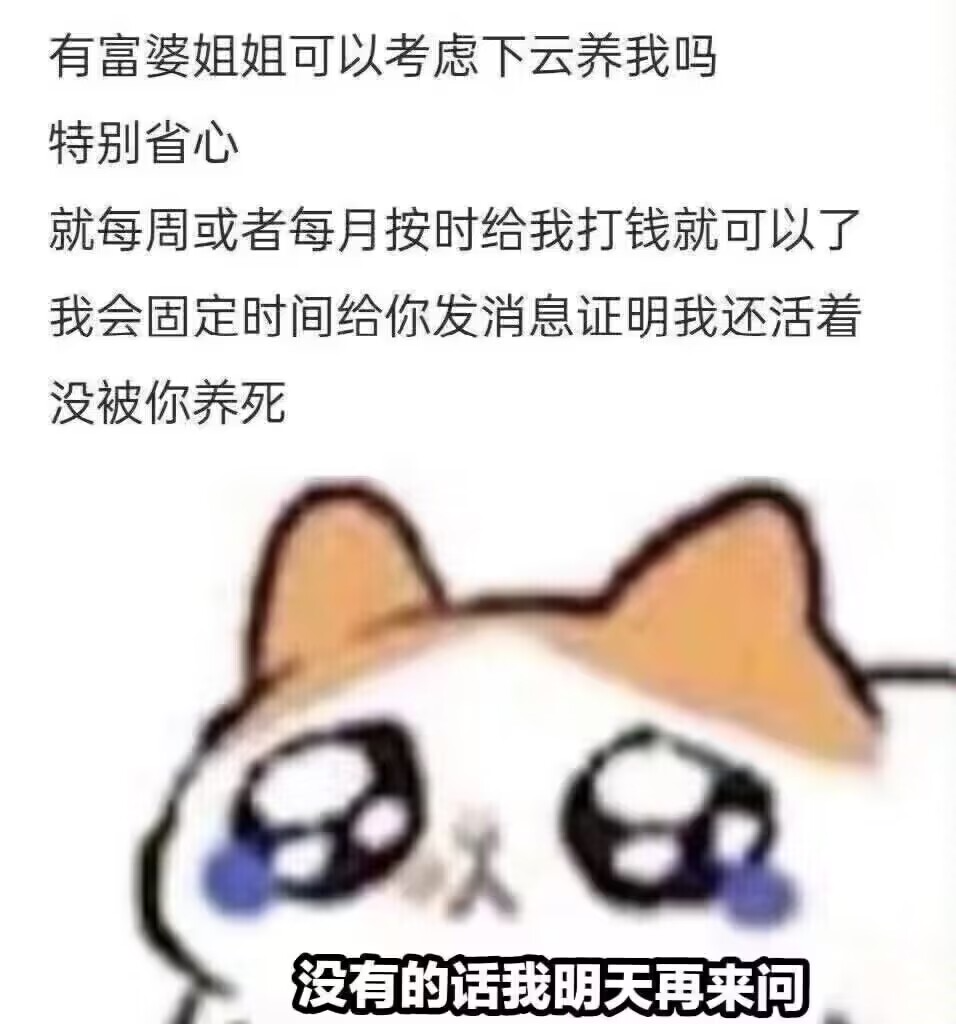 有富婆姐姐可以考虑下云养我吗
特别省心
就每周或者每月按时给我打钱就可以了
我会固定时间给你发消息证明我还活着
没被你养死
没有的话我明天再来问